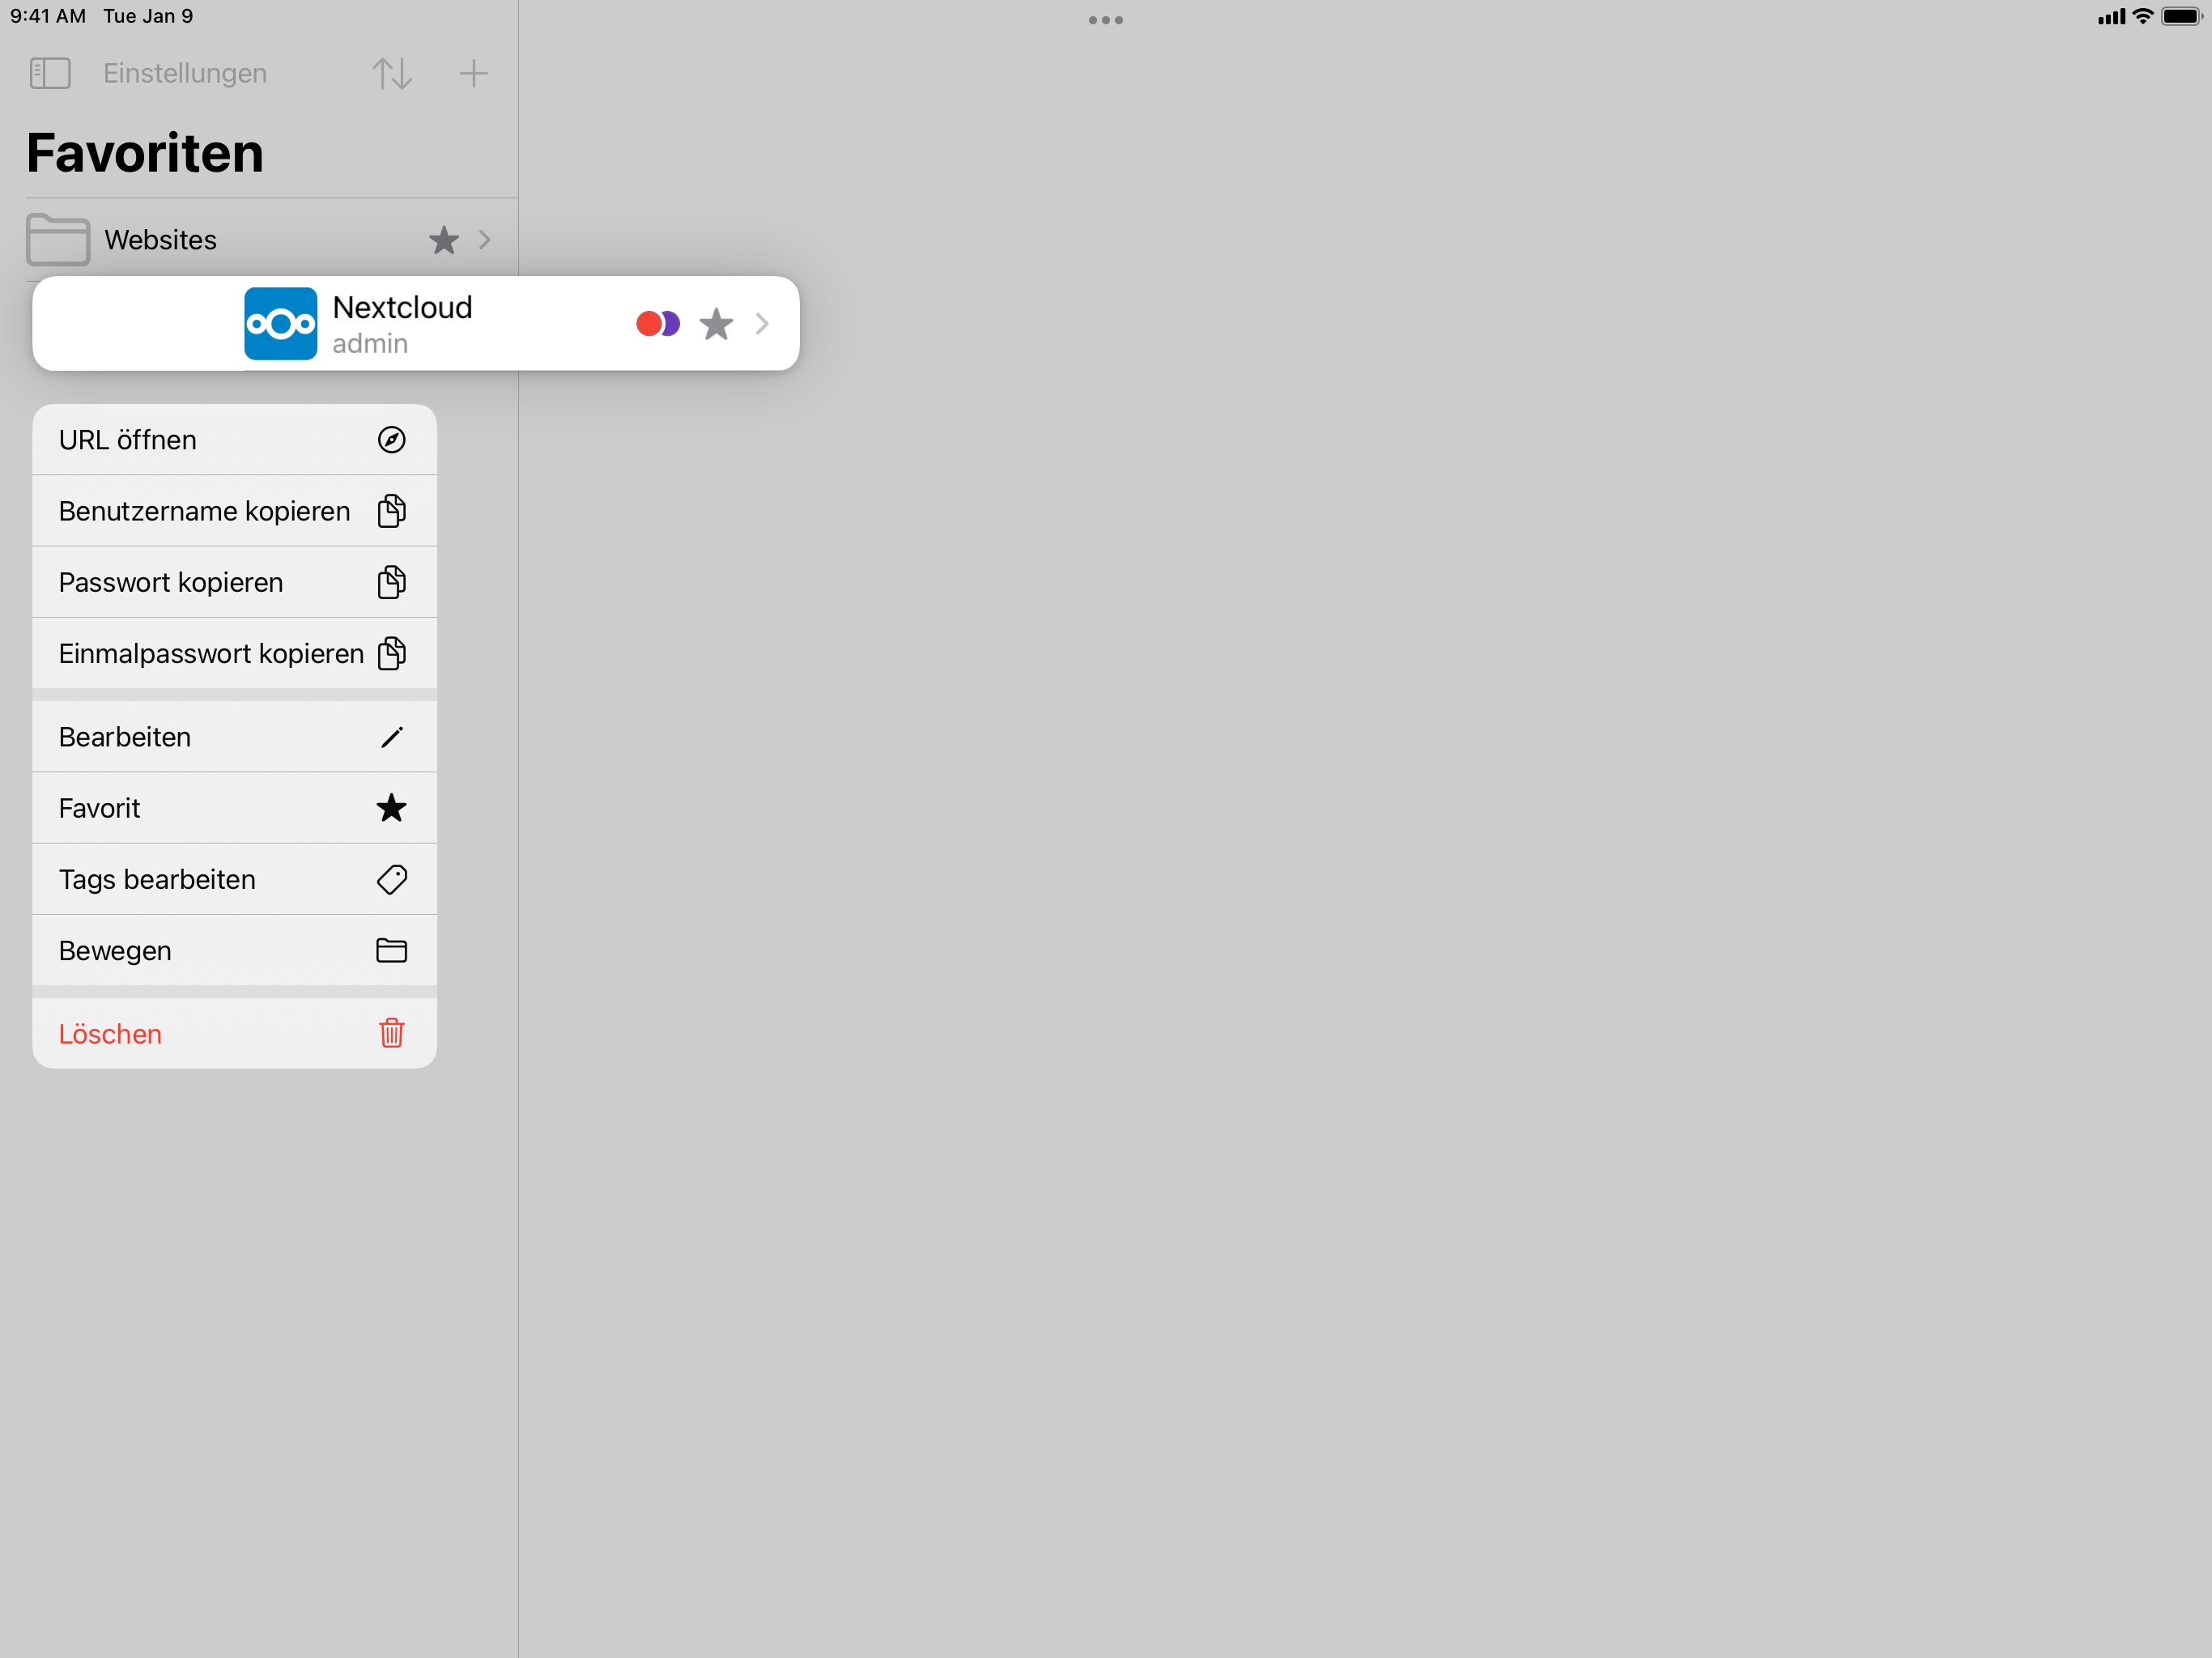 9:41 AM Tue Jan 9
Einstellungen
Favoriten
Websites
Nextcloud
admin
URL öffnen
Benutzername kopieren
Passwort kopieren
Einmalpasswort kopieren
Bearbeiten
Favorit
Tags bearbeiten
Bewegen
Löschen